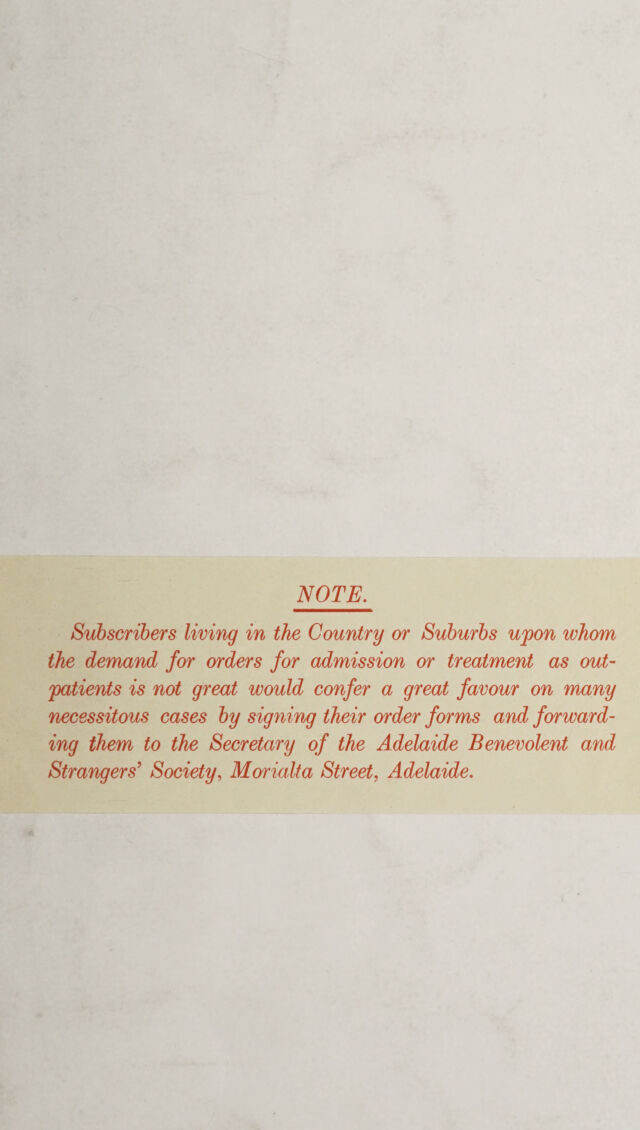 NOTE.
Subscribers living in the Country or Suburbs upon whom
the demand for orders for admission or treatment as out-
patients is not great would confer a great favour on many
necessitous cases by signing their order forms and forward-
ing them to the Secretary of the Adelaide Benevolent and
Strangers' Society, Morialta Street, Adelaide.